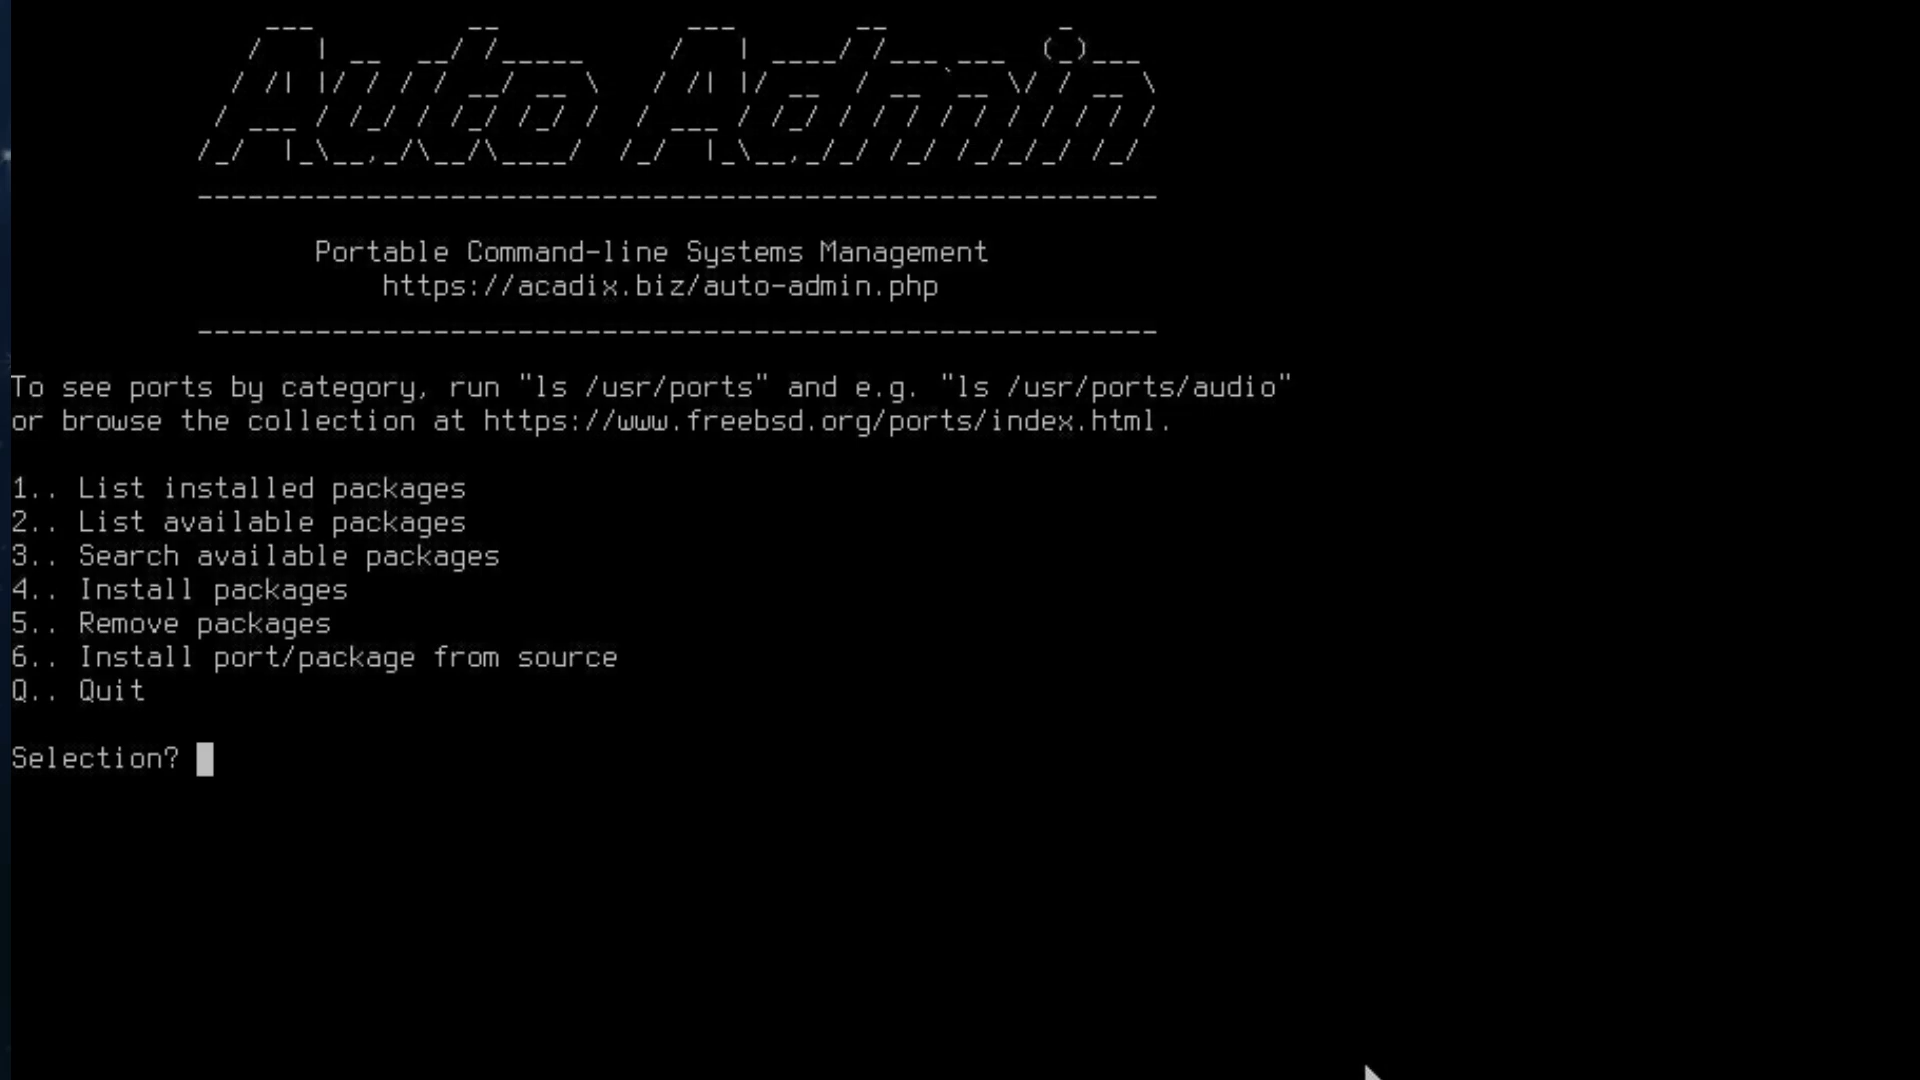 Auto Admin
---------------------------------------------------------
Portable Command-line Systems Management
https://acadix.biz/auto-admin.php
---------------------------------------------------------
To see ports by category, run "ls /usr/ports" and e.g. "ls /usr/ports/audio"
or browse the collection at https://www.freebsd.org/ports/index.html.
1.. List installed packages
2.. List available packages
3.. Search available packages
4.. Install packages
5.. Remove packages
6.. Install port/package from source
Q.. Quit
Selection?